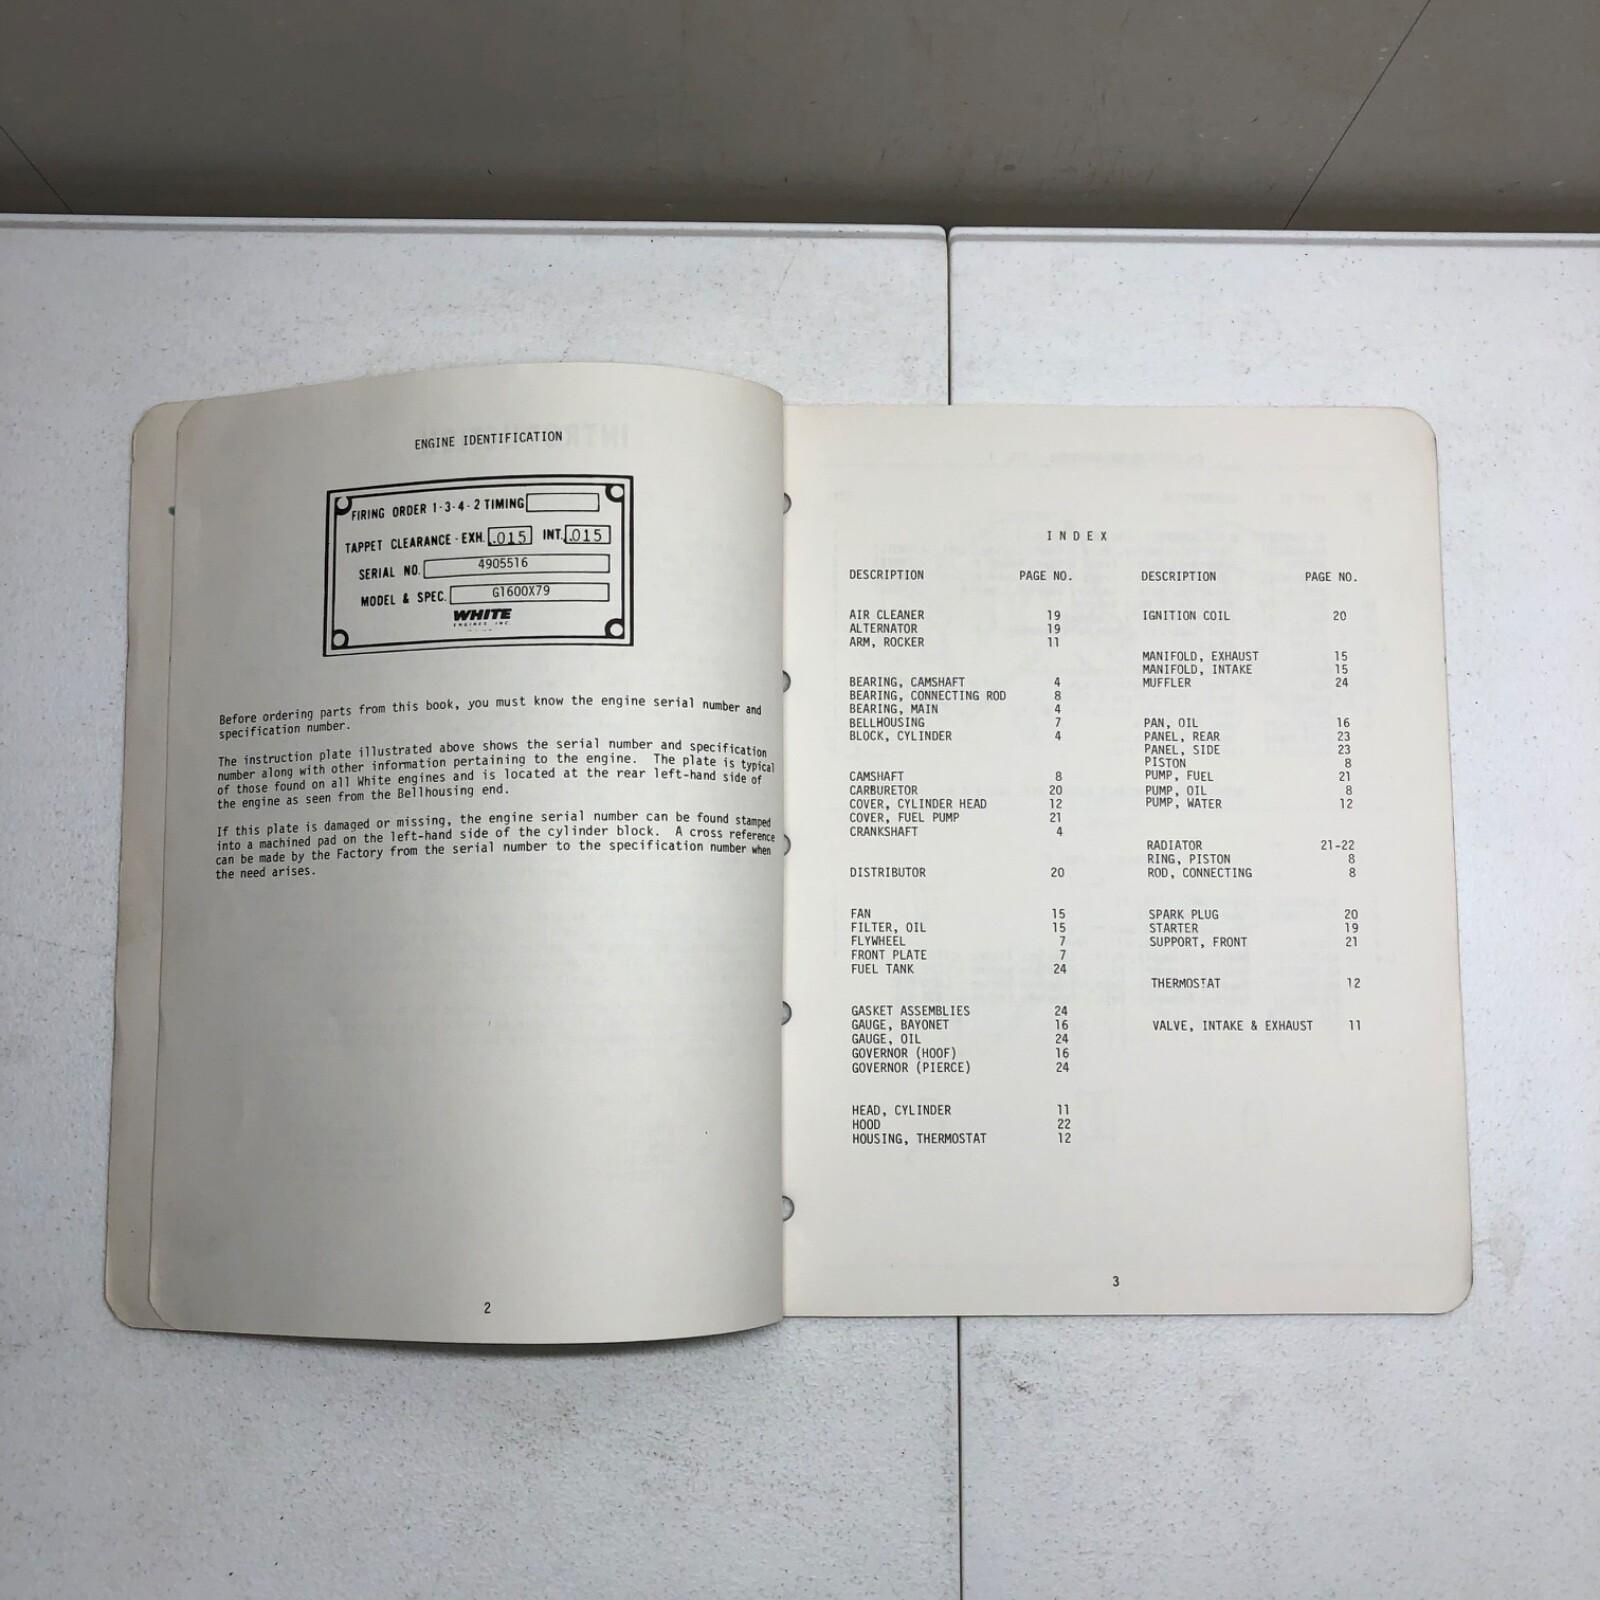 ENGINE IDENTIFICATION
FIRING ORDER 1-3-4-2 TIMING
TAPPET CLEARANCE - EXH. .015 INT. .015
SERIAL NO. 4905516
MODEL & SPEC. G1600X79
WHITE
ENGINES, INC.
Before ordering parts from this book, you must know the engine serial number and
specification number.
The instruction plate illustrated above shows the serial number and specification
number along with other information pertaining to the engine. The plate is typical
of those found on all White engines and is located at the rear left-hand side of
the engine as seen from the Bellhousing end.
If this plate is damaged or missing, the engine serial number can be found stamped
into a machined pad on the left-hand side of the cylinder block. A cross reference
can be made by the Factory from the serial number to the specification number when
the need arises.
2
INDEX
DESCRIPTION PAGE NO.
AIR CLEANER 19
ALTERNATOR 19
ARM, ROCKER 11
BEARING, CAMSHAFT 4
BEARING, CONNECTING ROD 8
BEARING, MAIN 4
BELLHOUSING 7
BLOCK, CYLINDER 4
CAMSHAFT 8
CARBURETOR 20
COVER, CYLINDER HEAD 12
COVER, FUEL PUMP 21
CRANKSHAFT 4
DISTRIBUTOR 20
FAN 15
FILTER, OIL 15
FLYWHEEL 7
FRONT PLATE 7
FUEL TANK 24
GASKET ASSEMBLIES 24
GAUGE, BAYONET 16
GAUGE, OIL 24
GOVERNOR (HOOF) 16
GOVERNOR (PIERCE) 24
HEAD, CYLINDER 11
HOOD 22
HOUSING, THERMOSTAT 12
DESCRIPTION PAGE NO.
IGNITION COIL 20
MANIFOLD, EXHAUST 15
MANIFOLD, INTAKE 15
MUFFLER 24
PAN, OIL 16
PANEL, REAR 23
PANEL, SIDE 23
PISTON 8
PUMP, FUEL 21
PUMP, OIL 8
PUMP, WATER 12
RADIATOR 21-22
RING, PISTON 8
ROD, CONNECTING 8
SPARK PLUG 20
STARTER 19
SUPPORT, FRONT 21
THERMOSTAT 12
VALVE, INTAKE & EXHAUST 11
3